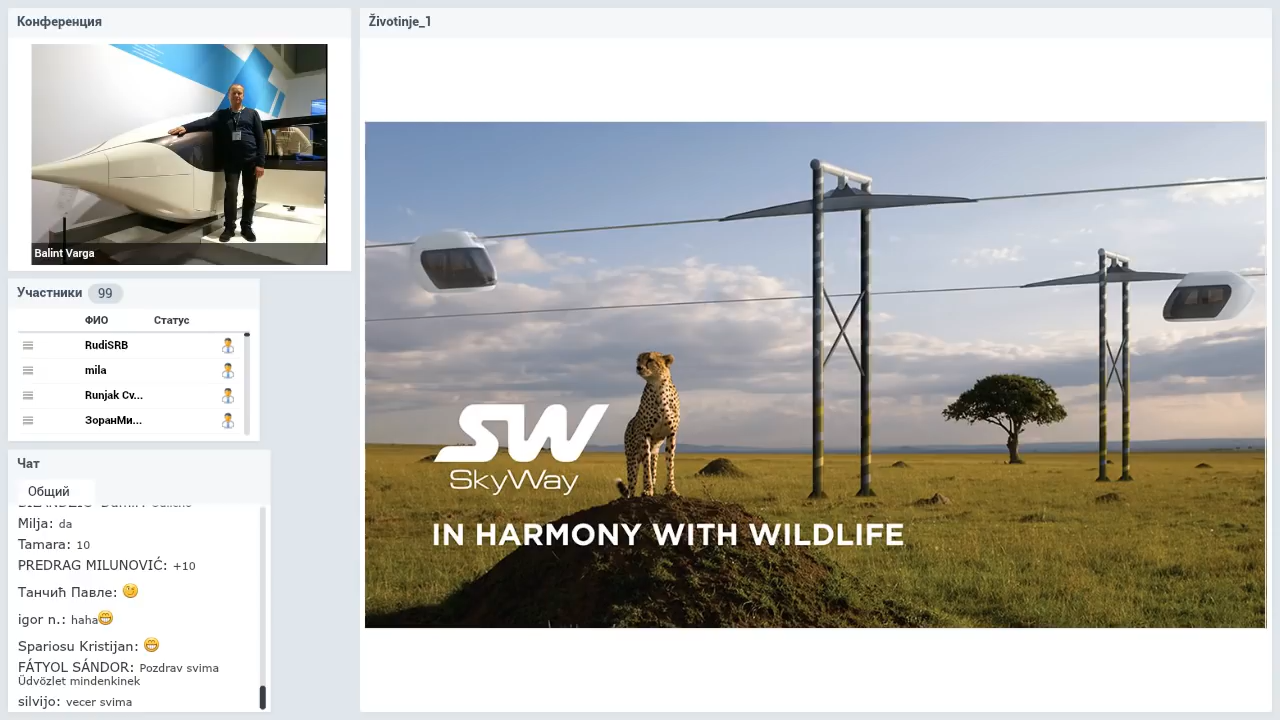 Конференция
Balint Varga
Участники 99
ФИО Статус
RudiSRB
mila
Runjak Cv...
ЗоранМи...
Чат
Общий
Milja: da
Tamara: 10
PREDRAG MILUNOVIĆ: +10
Танчић Павле:
igor n.: haha
Spariosu Kristijan:
FÁTYOL SÁNDOR: Pozdrav svima
Üdvözlet mindenkinek
silvijo: vecer svima
Životinje_1
SW
SkyWay
IN HARMONY WITH WILDLIFE